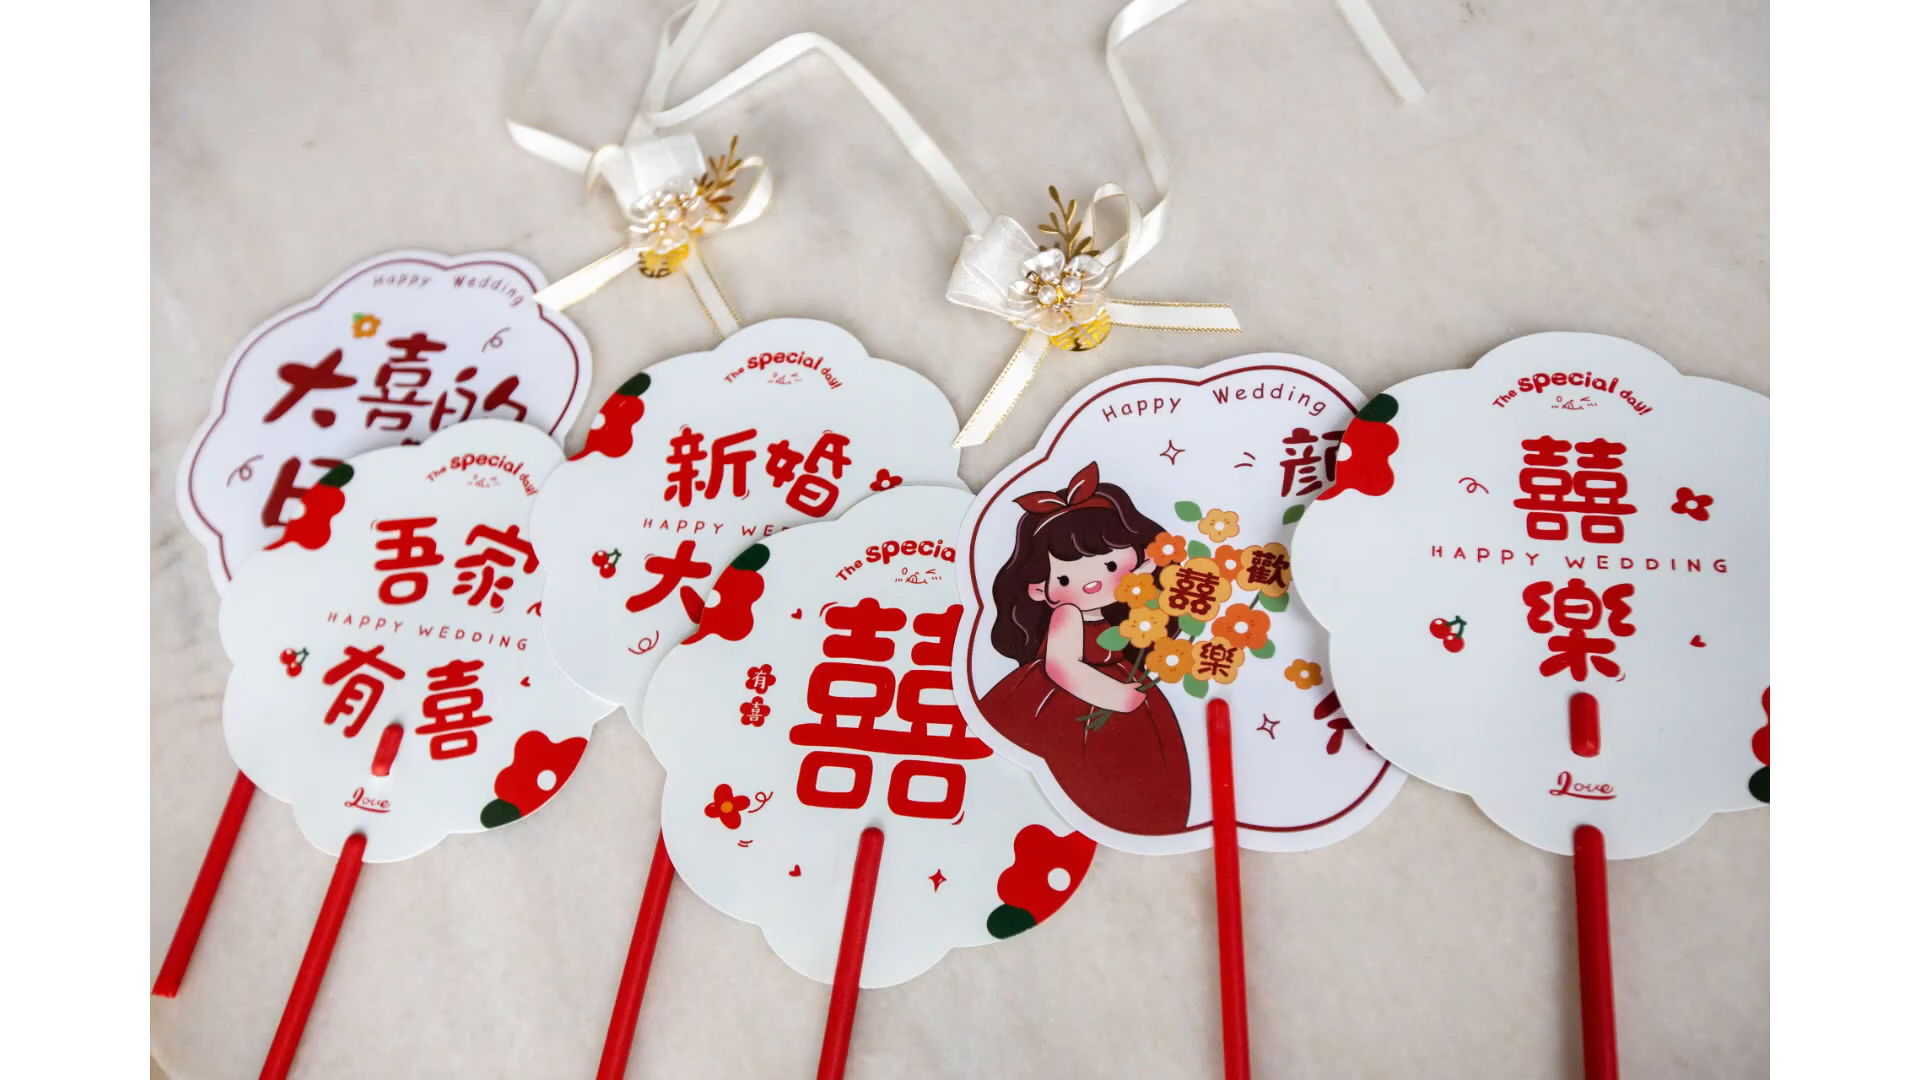 Happy Wedding
大喜的
日
The special day!
吾家
HAPPY WEDDING
有喜
Love
The special day!
新婚
HAPPY WE
大
The specia
囍
有
喜
Happy Wedding
顔
囍
歡
樂
The special day!
囍
HAPPY WEDDING
樂
Love